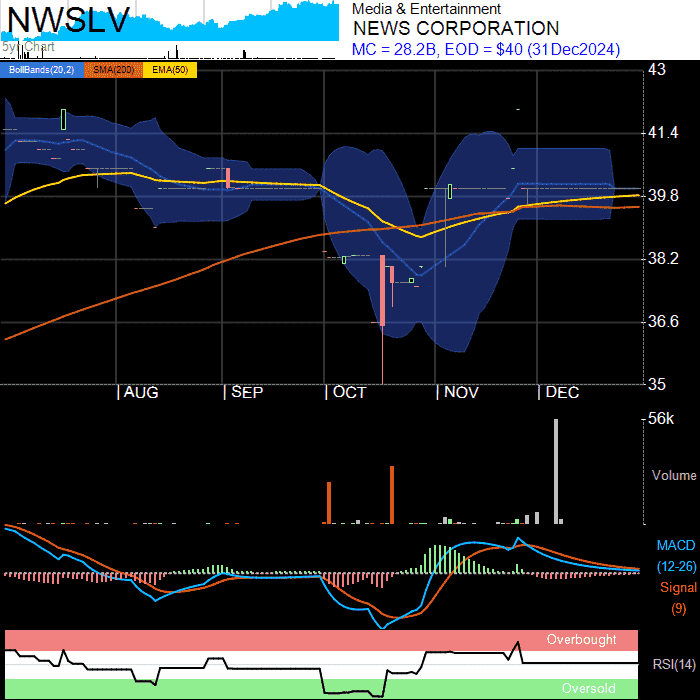 NWSLV
5yr Chart
Media & Entertainment
NEWS CORPORATION
MC = 28.2B, EOD = $40 (31Dec2024)
BollBands(20,2) SMA(200) EMA(50)
43
41.4
39.8
38.2
36.6
35
AUG SEP OCT NOV DEC
56k
Volume
MACD
(12-26)
Signal
(9)
Overbought
RSI(14)
Oversold